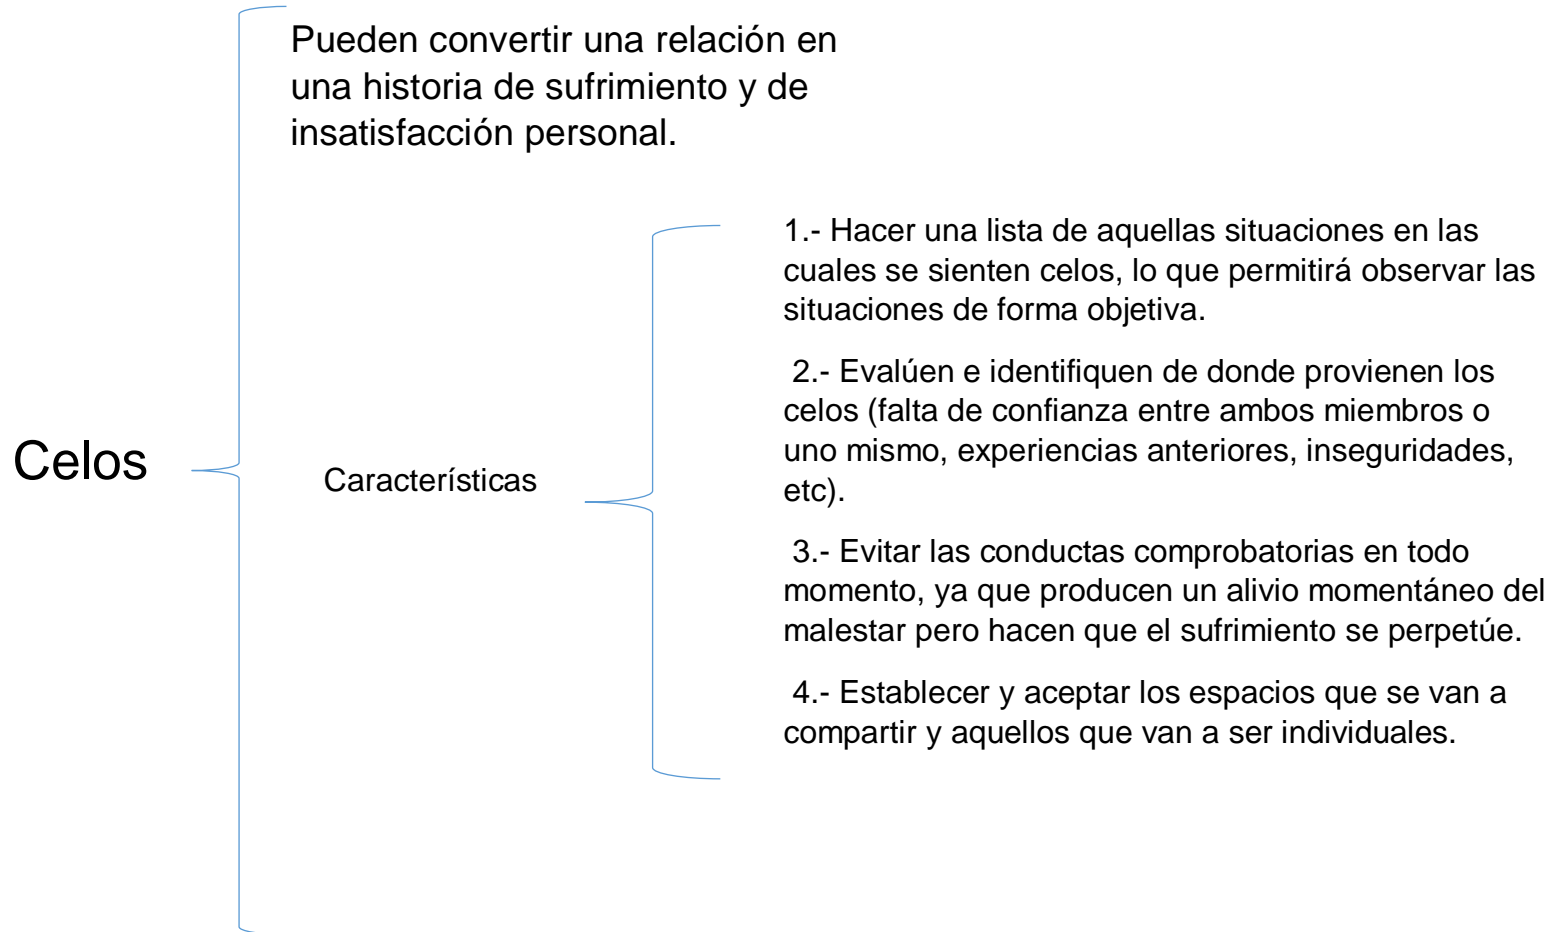 Pueden convertir una relación en
una historia de sufrimiento y de
insatisfacción personal.
Celos
Característícas
1.- Hacer una lista de aquellas situaciones en las
cuales se sienten celos, lo que permitirá observar las
situaciones de forma objetiva.
2.- Evalúen e identifiquen de donde provienen los
celos (falta de confianza entre ambos miembros o
uno mismo, experiencias anteriores, inseguridades,
etc).
3.- Evitar las conductas comprobatorias en todo
momento, ya que producen un alivio momentáneo del
malestar pero hacen que el sufrimiento se perpetúe.
4.- Establecer y aceptar los espacios que se van a
compartir y aquellos que van a ser individuales.